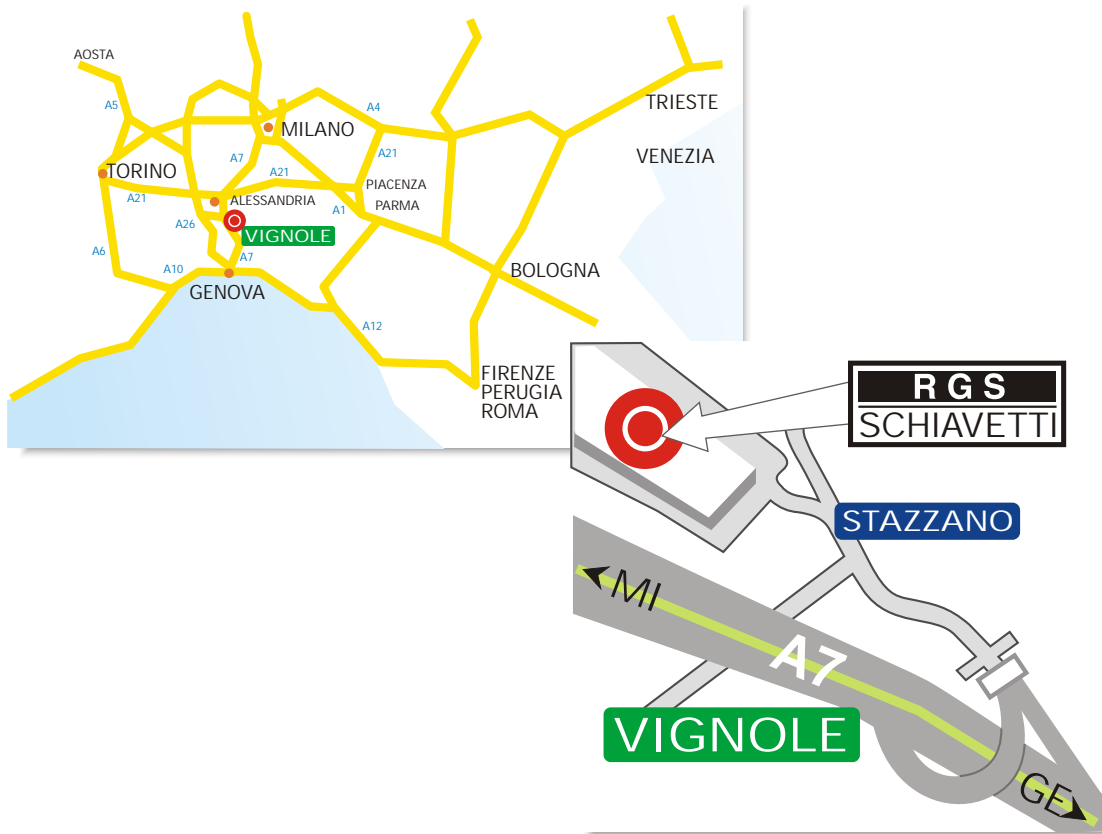 AOSTA
A5
A4
TRIESTE
MILANO
VENEZIA
A7
A21
A21
TORINO
PIACENZA
A21
ALESSANDRIA
PARMA
A1
A26
VIGNOLE
A6
A10
A7
BOLOGNA
GENOVA
A12
FIRENZE
PERUGIA
ROMA
RGS
SCHIAVETTI
STAZZANO
MI
A7
VIGNOLE
GE